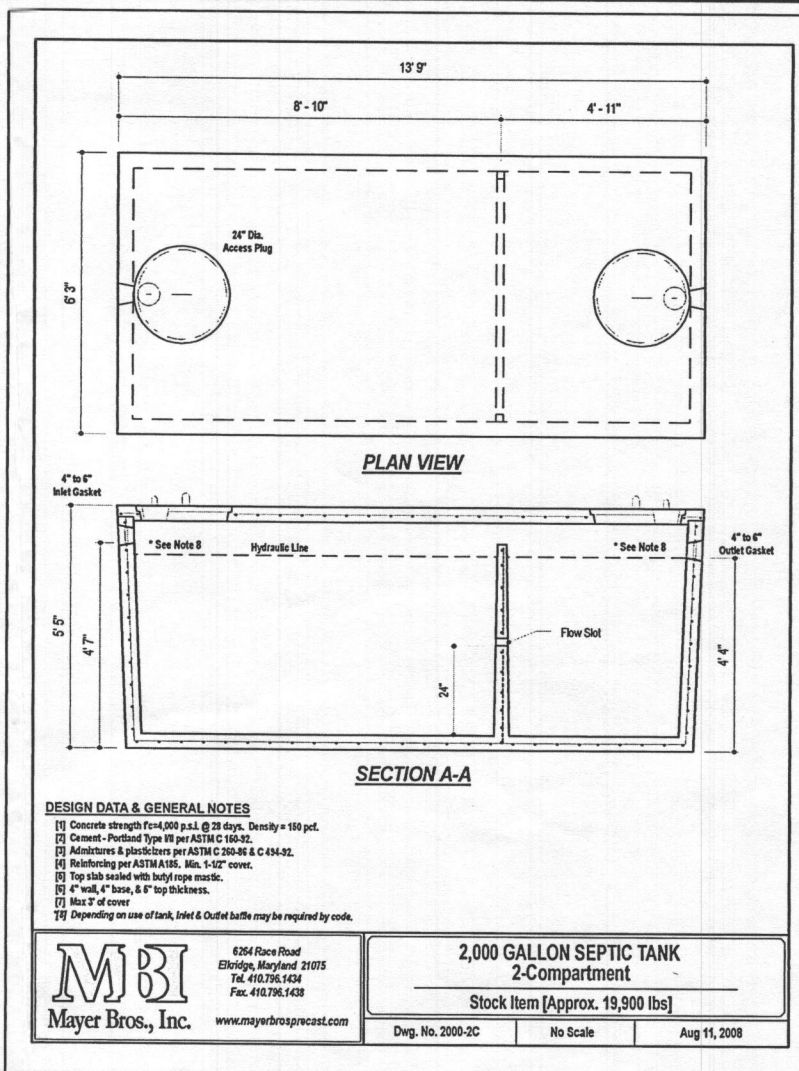 13' 9"
8' - 10"
4' - 11"
24" Dia.
Access Plug
6' 3"
PLAN VIEW
4" to 6"
Inlet Gasket
* See Note 8
Hydraulic Line
* See Note 8
4" to 6"
Outlet Gasket
5' 5"
4' 7"
Flow Slot
24"
4' 4"
SECTION A-A
DESIGN DATA & GENERAL NOTES
[1] Concrete strength f'c=4,000 p.s.i. @ 28 days. Density = 150 pcf.
[2] Cement - Portland Type I/II per ASTM C 150-92.
[3] Admixtures & plasticizers per ASTM C 260-86 & C 494-92.
[4] Reinforcing per ASTM A185. Min. 1-1/2" cover.
[5] Top slab sealed with butyl rope mastic.
[6] 4" wall, 4" base, & 5" top thickness.
[7] Max 3' of cover
*[8] Depending on use of tank, Inlet & Outlet baffle may be required by code.
MBI
Mayer Bros., Inc.
6264 Race Road
Elkridge, Maryland 21075
Tel. 410.796.1434
Fax. 410.796.1438
www.mayerbrosprecast.com
2,000 GALLON SEPTIC TANK
2-Compartment
Stock Item [Approx. 19,900 lbs]
Dwg. No. 2000-2C
No Scale
Aug 11, 2008